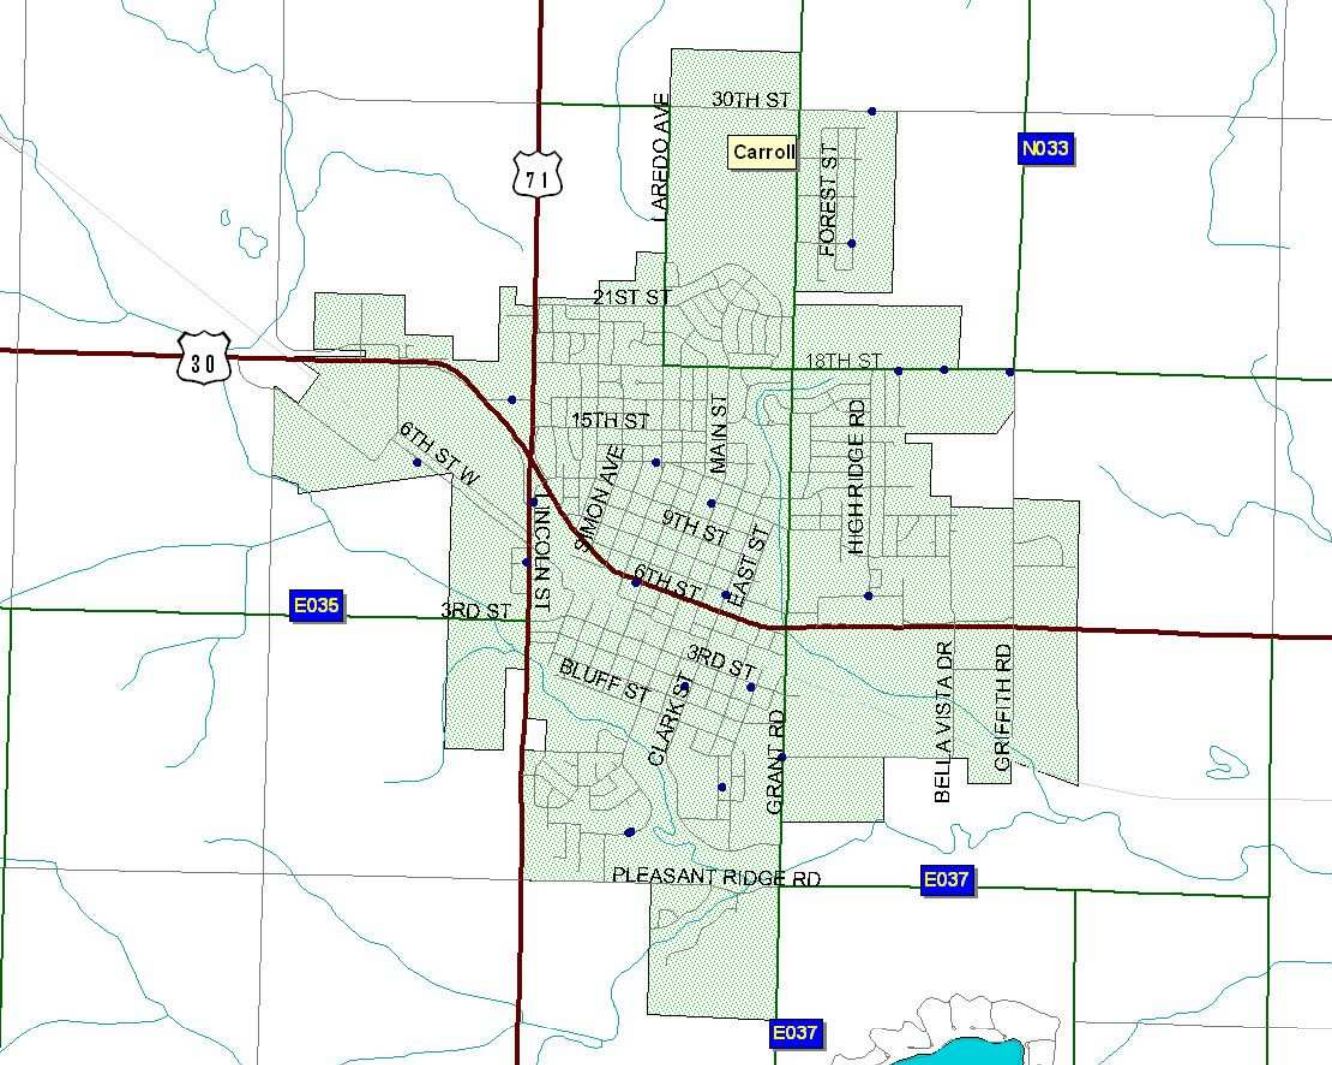 30TH ST
LAREDO AVE
Carroll
FOREST ST
N033
71
21ST ST
30
18TH ST
15TH ST
MAIN ST
HIGH RIDGE RD
6TH ST W
SIMON AVE
9TH ST
LINCOLN ST
EAST ST
6TH ST
E035
3RD ST
3RD ST
BLUFF ST
CLARK ST
BELLA VISTA DR
GRIFFITH RD
GRANT RD
PLEASANT RIDGE RD
E037
E037